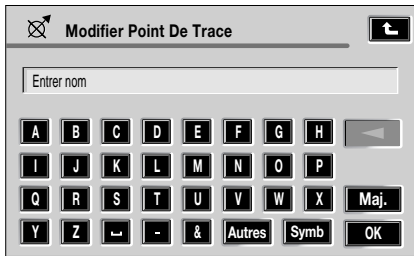 Modifier Point De Trace
Entrer nom
A B C D E F G H
I J K L M N O P
Q R S T U V W X Maj.
Y Z - & Autres Symb OK